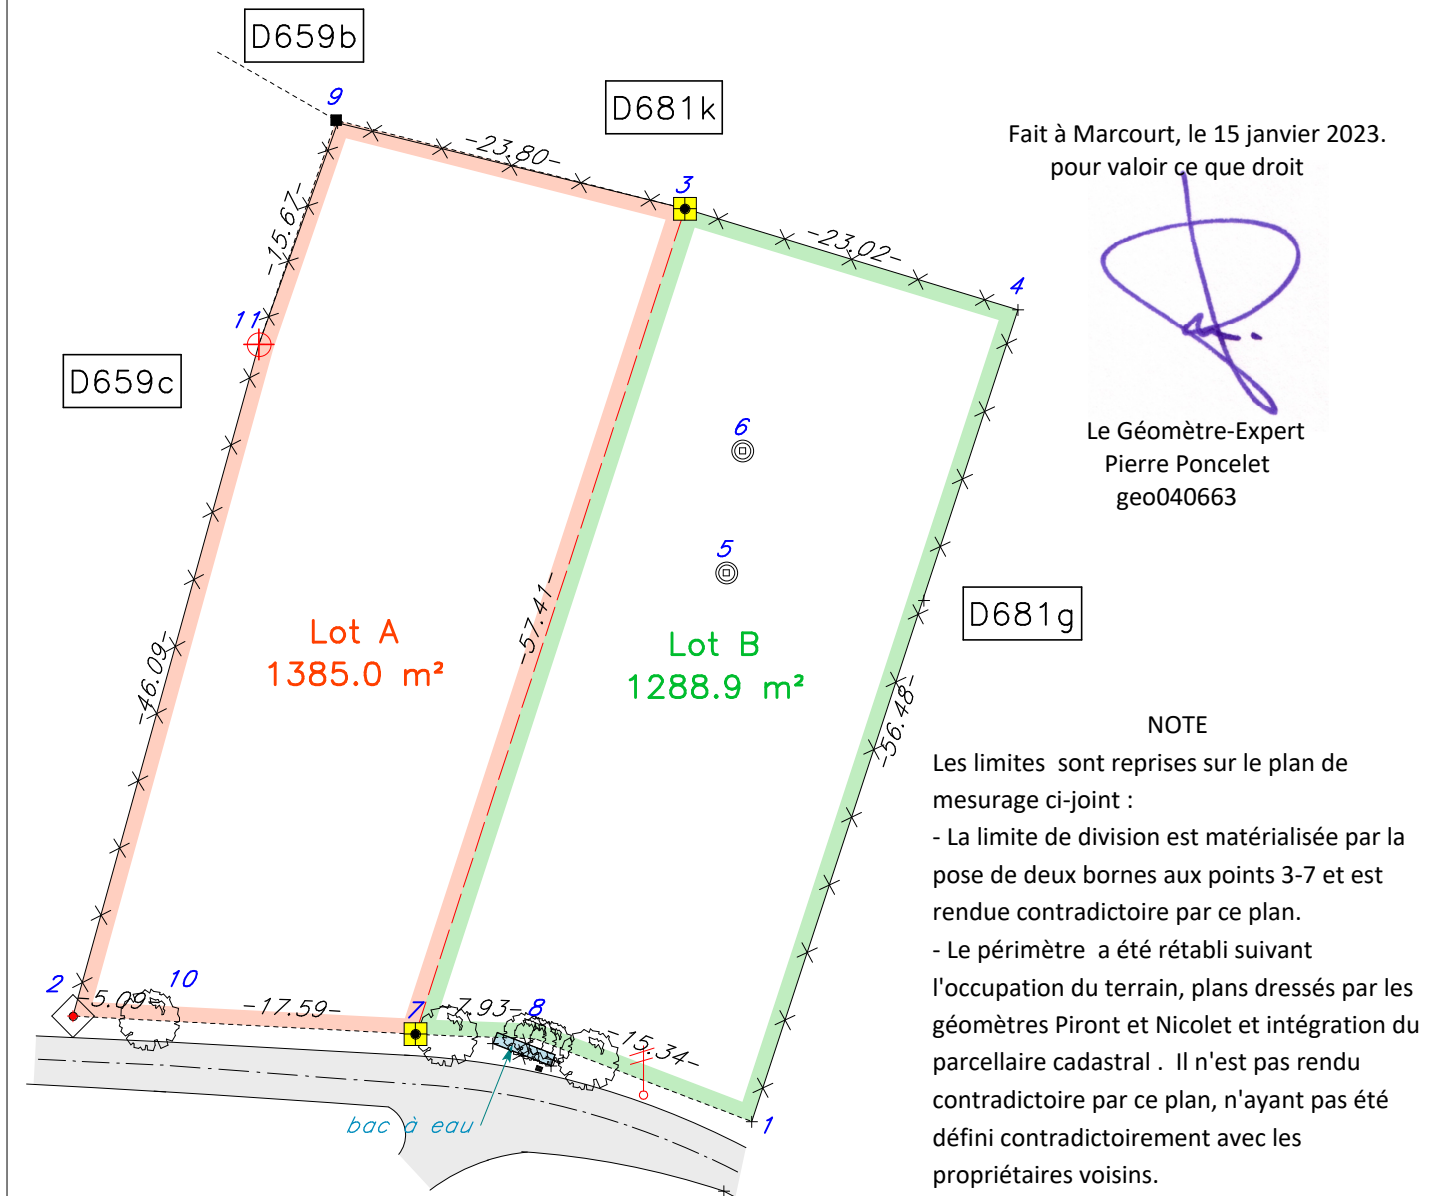 D659b
9
D681k
-23.80-
3
-15.67-
-23.02-
4
11
D659c
6
5
-57.41-
D681g
Lot A
1385.0 m²
Lot B
1288.9 m²
-46.09-
-56.48-
2
-5.09-
10
-17.59-
7
-7.93-
8
-15.34-
bac à eau
1
Fait à Marcourt, le 15 janvier 2023.
pour valoir ce que droit
Le Géomètre-Expert
Pierre Poncelet
geo040663
NOTE
Les limites sont reprises sur le plan de
mesurage ci-joint :
- La limite de division est matérialisée par la
pose de deux bornes aux points 3-7 et est
rendue contradictoire par ce plan.
- Le périmètre a été rétabli suivant
l'occupation du terrain, plans dressés par les
géomètres Piront et Nicolet et intégration du
parcellaire cadastral . Il n'est pas rendu
contradictoire par ce plan, n'ayant pas été
défini contradictoirement avec les
propriétaires voisins.